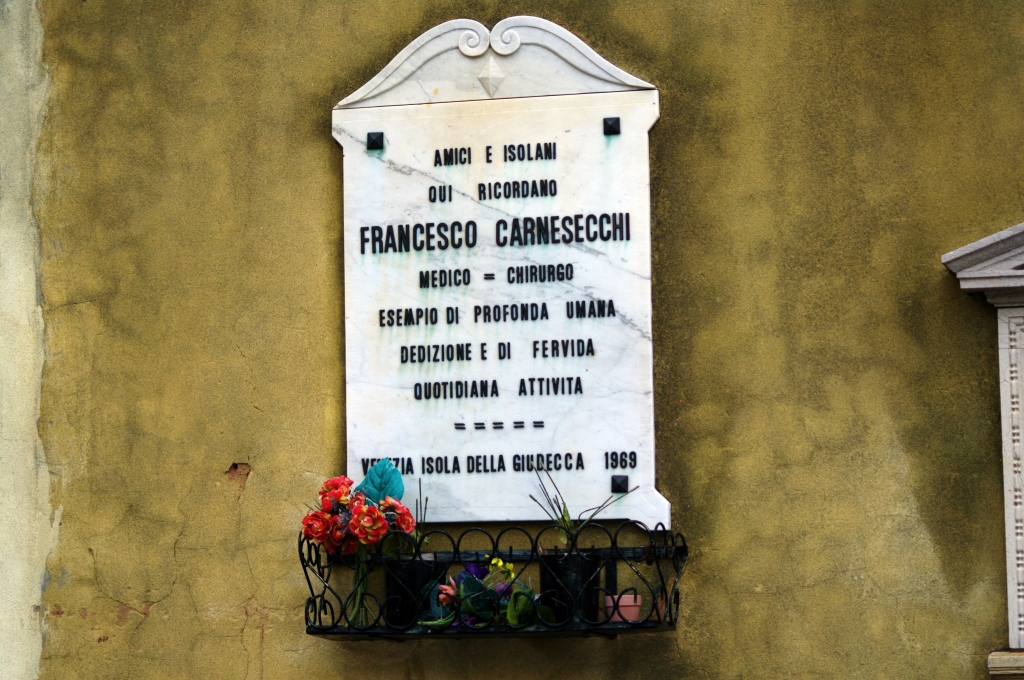 AMICI E ISOLANI
QUI RICORDANO
FRANCESCO CARNESECCHI
MEDICO = CHIRURGO
ESEMPIO DI PROFONDA UMANA
DEDIZIONE E DI FERVIDA
QUOTIDIANA ATTIVITA
= = = = =
VENEZIA ISOLA DELLA GIUDECCA 1969